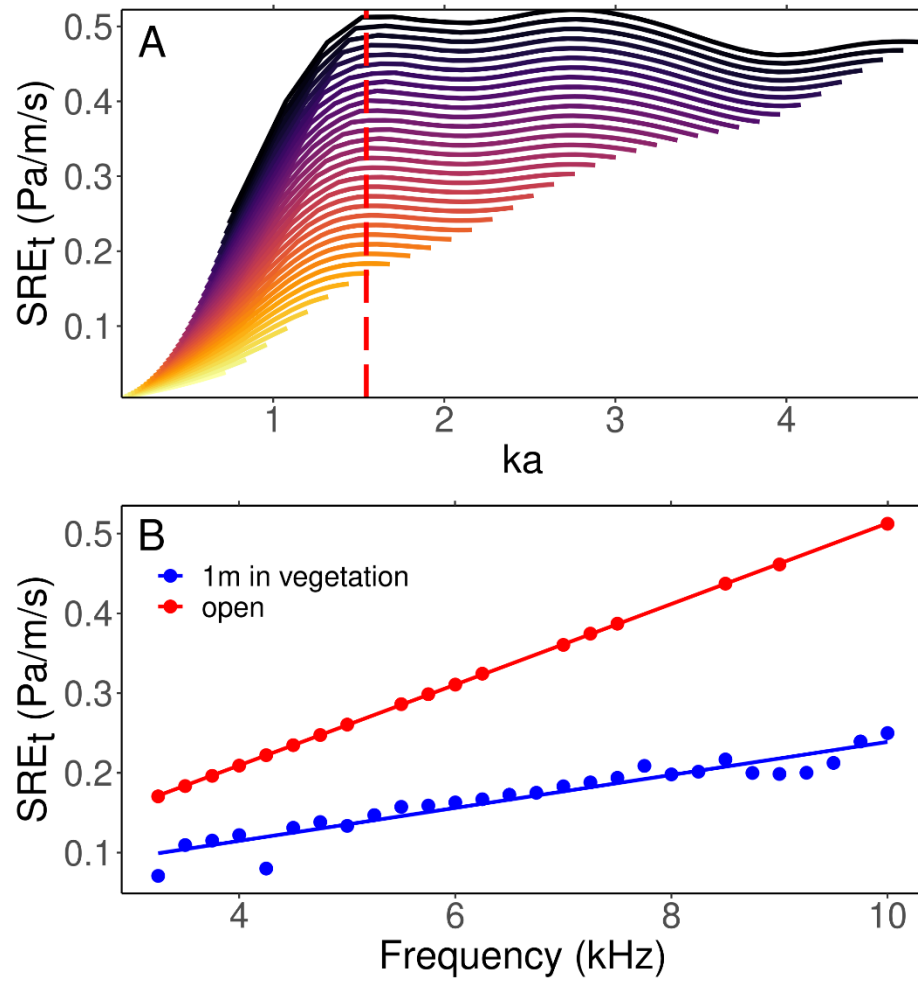 A
SREt (Pa/m/s)
0.5
0.4
0.3
0.2
0.1
1 2 3 4
ka
B
1m in vegetation
open
SREt (Pa/m/s)
0.5
0.4
0.3
0.2
0.1
4 6 8 10
Frequency (kHz)